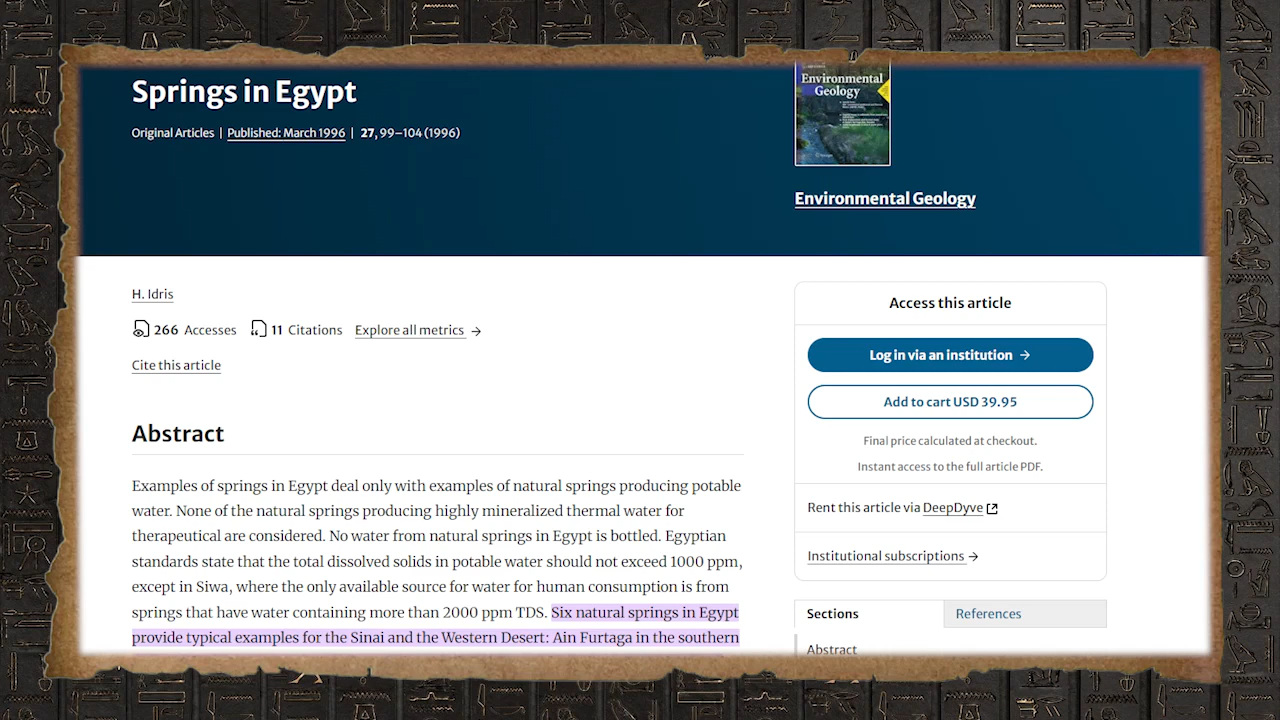 Springs in Egypt
Original Articles | Published: March 1996 | 27, 99–104 (1996)
Environmental
Geology
Environmental Geology
H. Idris
266 Accesses 11 Citations Explore all metrics →
Cite this article
Abstract
Examples of springs in Egypt deal only with examples of natural springs producing potable
water. None of the natural springs producing highly mineralized thermal water for
therapeutical are considered. No water from natural springs in Egypt is bottled. Egyptian
standards state that the total dissolved solids in potable water should not exceed 1000 ppm,
except in Siwa, where the only available source for water for human consumption is from
springs that have water containing more than 2000 ppm TDS. Six natural springs in Egypt
provide typical examples for the Sinai and the Western Desert: Ain Furtaga in the southern
Access this article
Log in via an institution →
Add to cart USD 39.95
Final price calculated at checkout.
Instant access to the full article PDF.
Rent this article via DeepDyve
Institutional subscriptions →
Sections References
Abstract